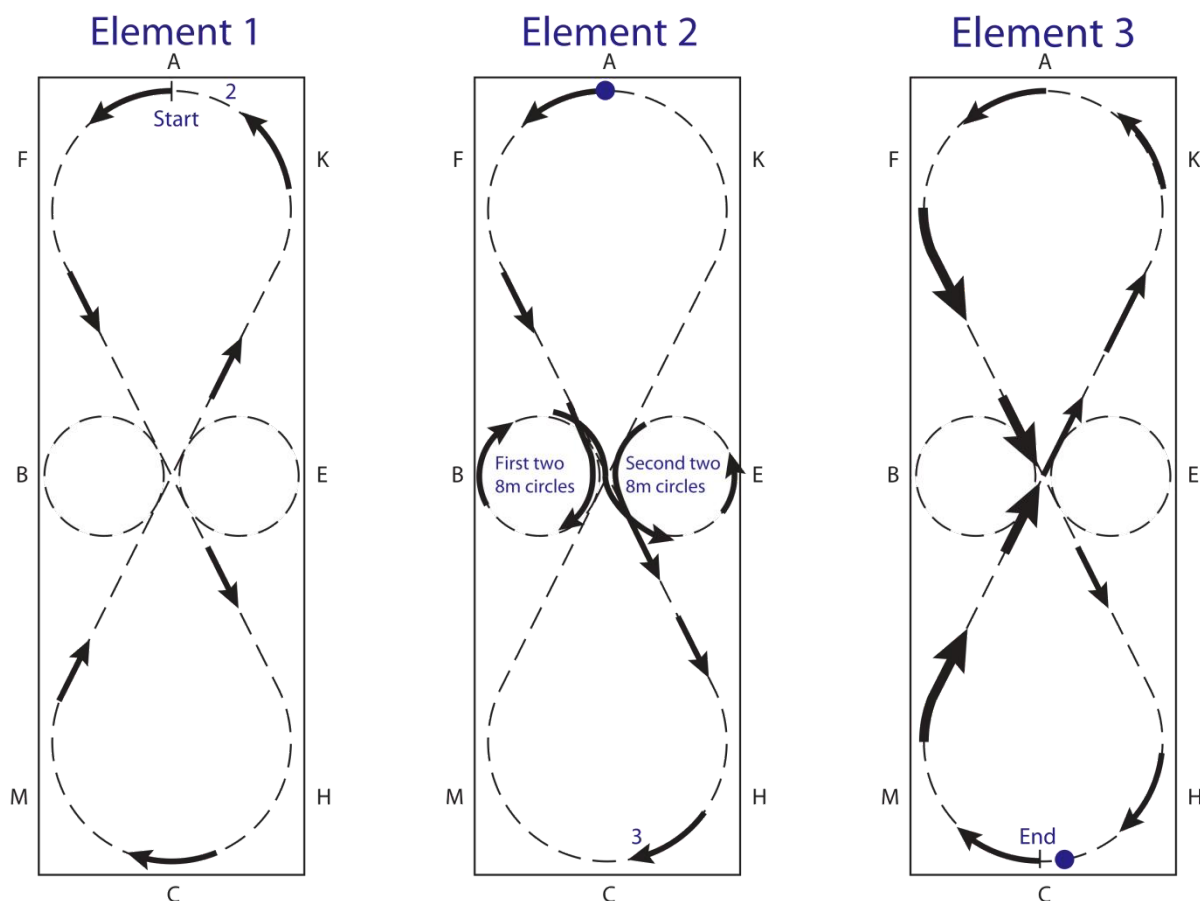 Element 1
A
2
Start
F
K
B
E
M
H
C
Element 2
A
F
K
B
First two
8m circles
Second two
8m circles
E
M
H
3
C
Element 3
A
F
K
B
E
M
H
End
C